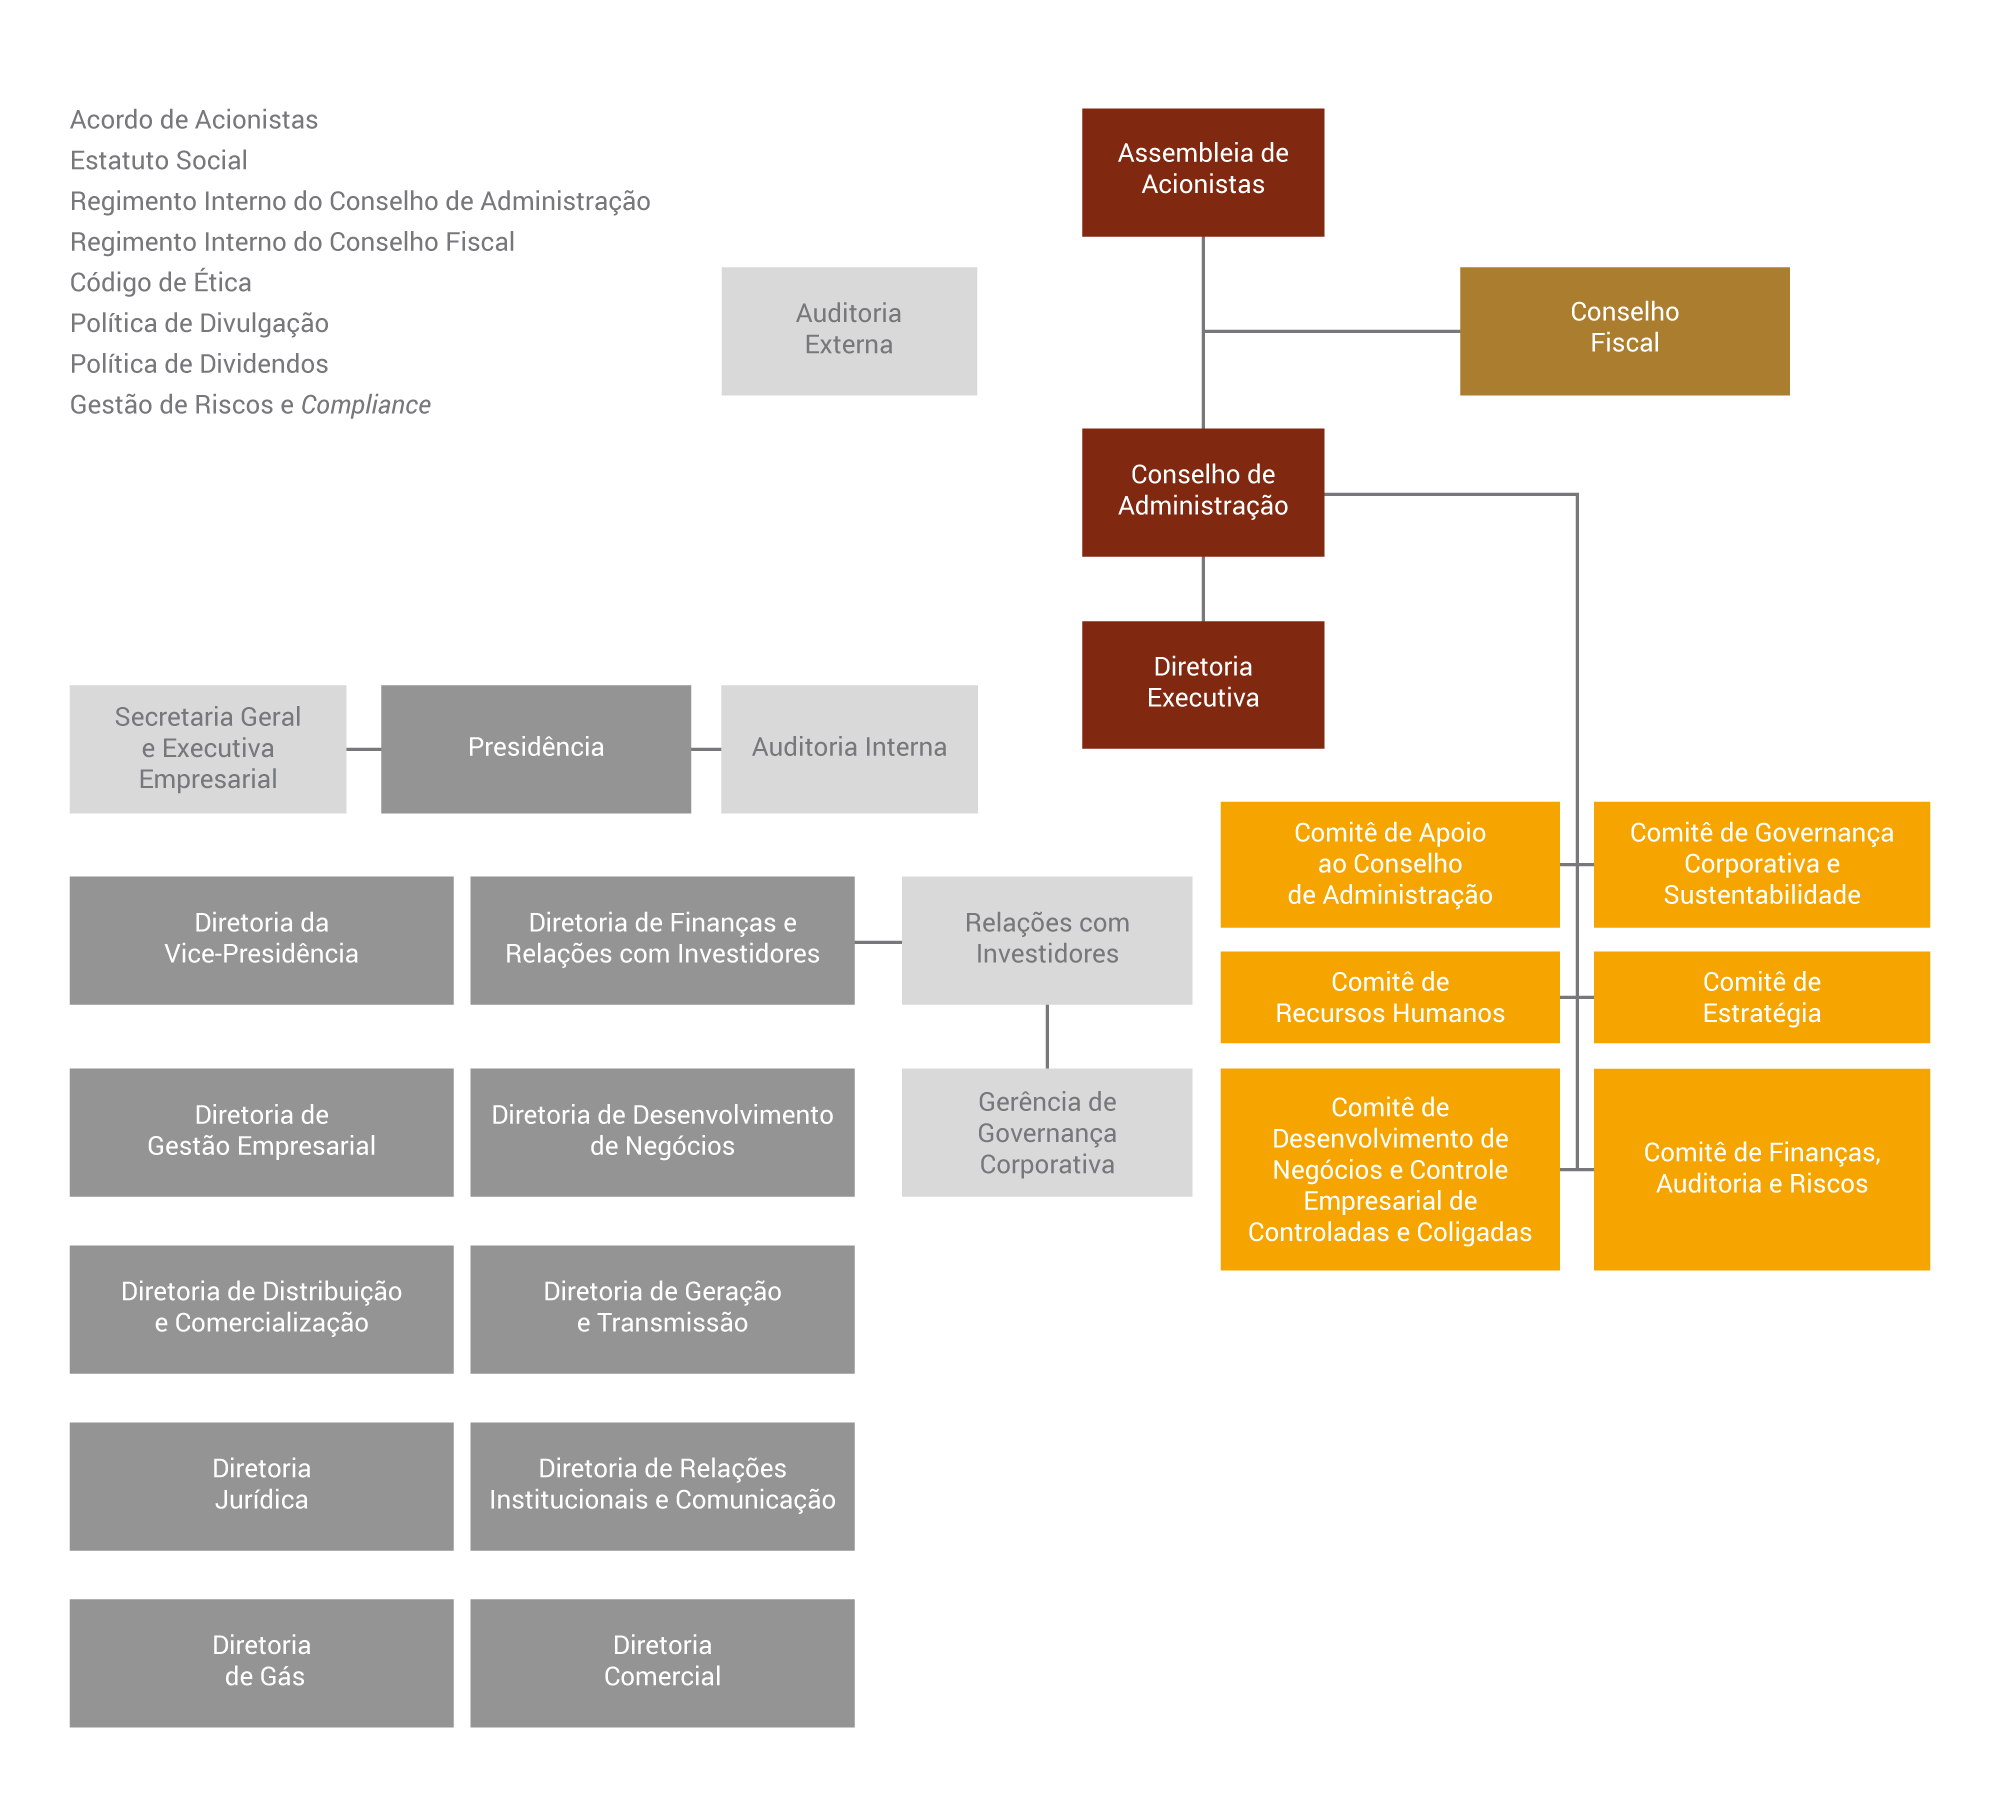 Acordo de Acionistas
Estatuto Social
Regimento Interno do Conselho de Administração
Regimento Interno do Conselho Fiscal
Código de Ética
Política de Divulgação
Política de Dividendos
Gestão de Riscos e Compliance
Assembleia de
Acionistas
Auditoria
Externa
Conselho
Fiscal
Conselho de
Administração
Diretoria
Executiva
Secretaria Geral
e Executiva
Empresarial
Presidência
Auditoria Interna
Comitê de Apoio
ao Conselho
de Administração
Comitê de Governança
Corporativa e
Sustentabilidade
Diretoria da
Vice-Presidência
Diretoria de Finanças e
Relações com Investidores
Relações com
Investidores
Comitê de
Recursos Humanos
Comitê de
Estratégia
Diretoria de
Gestão Empresarial
Diretoria de Desenvolvimento
de Negócios
Gerência de
Governança
Corporativa
Comitê de
Desenvolvimento de
Negócios e Controle
Empresarial de
Controladas e Coligadas
Comitê de Finanças,
Auditoria e Riscos
Diretoria de Distribuição
e Comercialização
Diretoria de Geração
e Transmissão
Diretoria
Jurídica
Diretoria de Relações
Institucionais e Comunicação
Diretoria
de Gás
Diretoria
Comercial